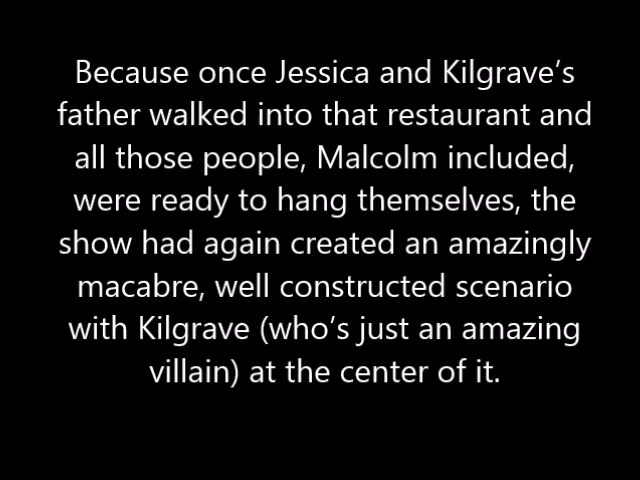 Because once Jessica and Kilgrave’s
father walked into that restaurant and
all those people, Malcolm included,
were ready to hang themselves, the
show had again created an amazingly
macabre, well constructed scenario
with Kilgrave (who’s just an amazing
villain) at the center of it.